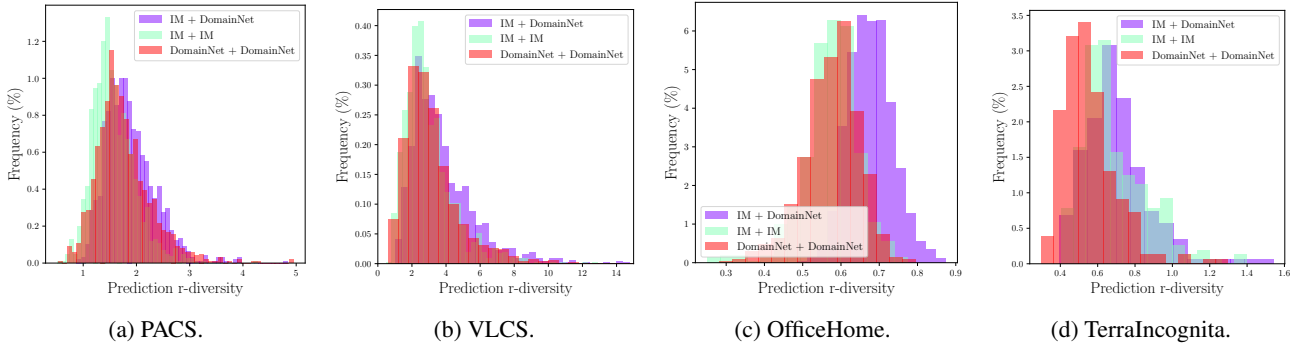 Frequency (%)
1.2
1.0
0.8
0.6
0.4
0.2
0.0
1
2
3
4
5
Prediction r-diversity
IM + DomainNet
IM + IM
DomainNet + DomainNet
(a) PACS.
Frequency (%)
0.40
0.35
0.30
0.25
0.20
0.15
0.10
0.05
0.00
0
2
4
6
8
10
12
14
Prediction r-diversity
IM + DomainNet
IM + IM
DomainNet + DomainNet
(b) VLCS.
Frequency (%)
6
5
4
3
2
1
0
0.3
0.4
0.5
0.6
0.7
0.8
0.9
Prediction r-diversity
IM + DomainNet
IM + IM
DomainNet + DomainNet
(c) OfficeHome.
Frequency (%)
3.5
3.0
2.5
2.0
1.5
1.0
0.5
0.0
0.4
0.6
0.8
1.0
1.2
1.4
1.6
Prediction r-diversity
IM + DomainNet
IM + IM
DomainNet + DomainNet
(d) TerraIncognita.